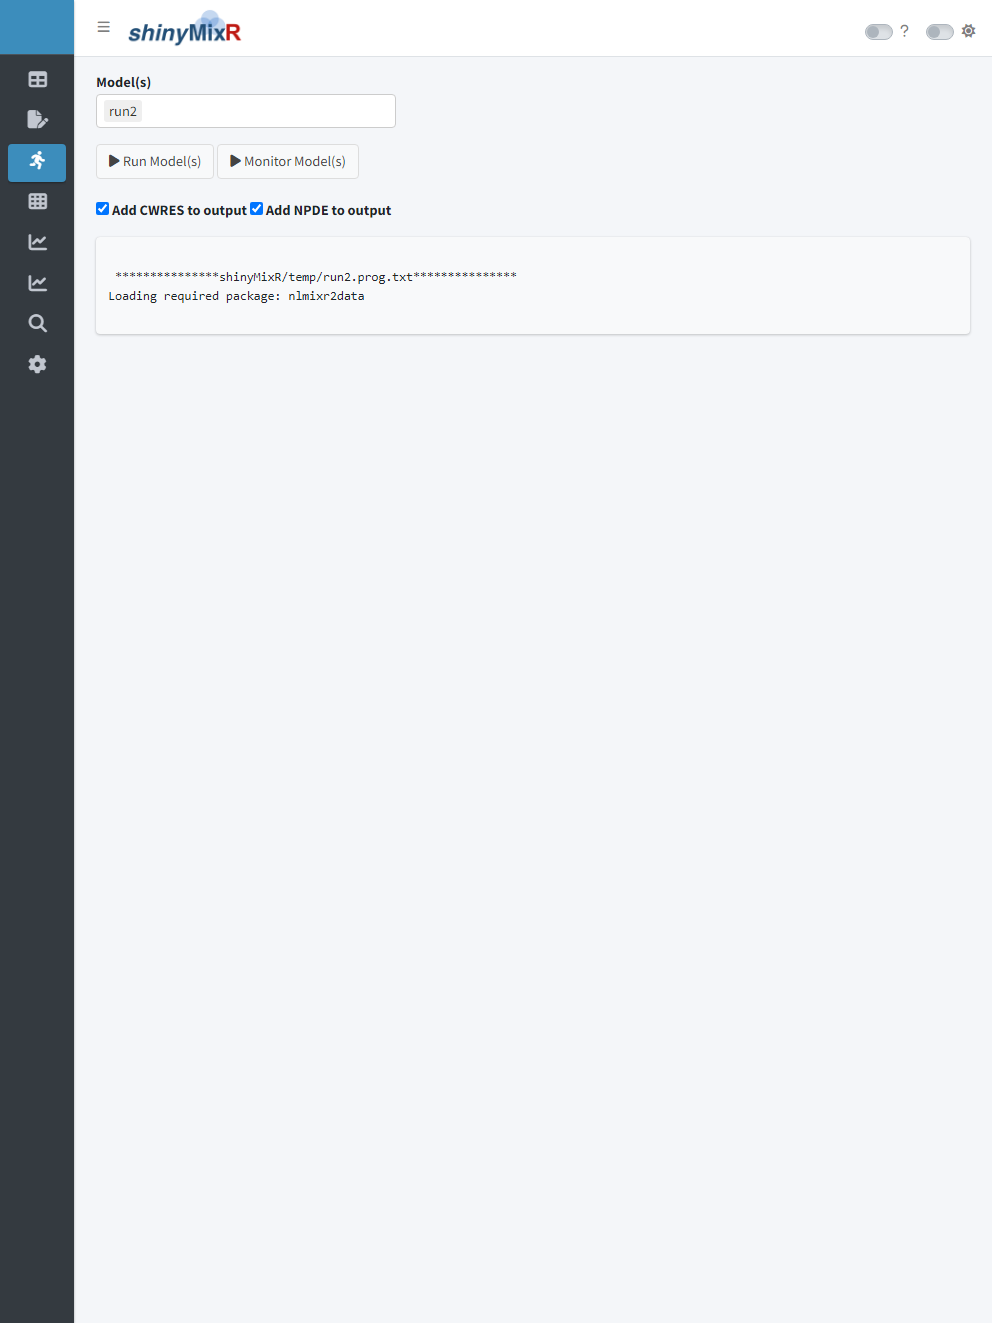 shinyMixR
?
Model(s)
run2
Run Model(s) Monitor Model(s)
Add CWRES to output Add NPDE to output
***************shinyMixR/temp/run2.prog.txt***************
Loading required package: nlmixr2data